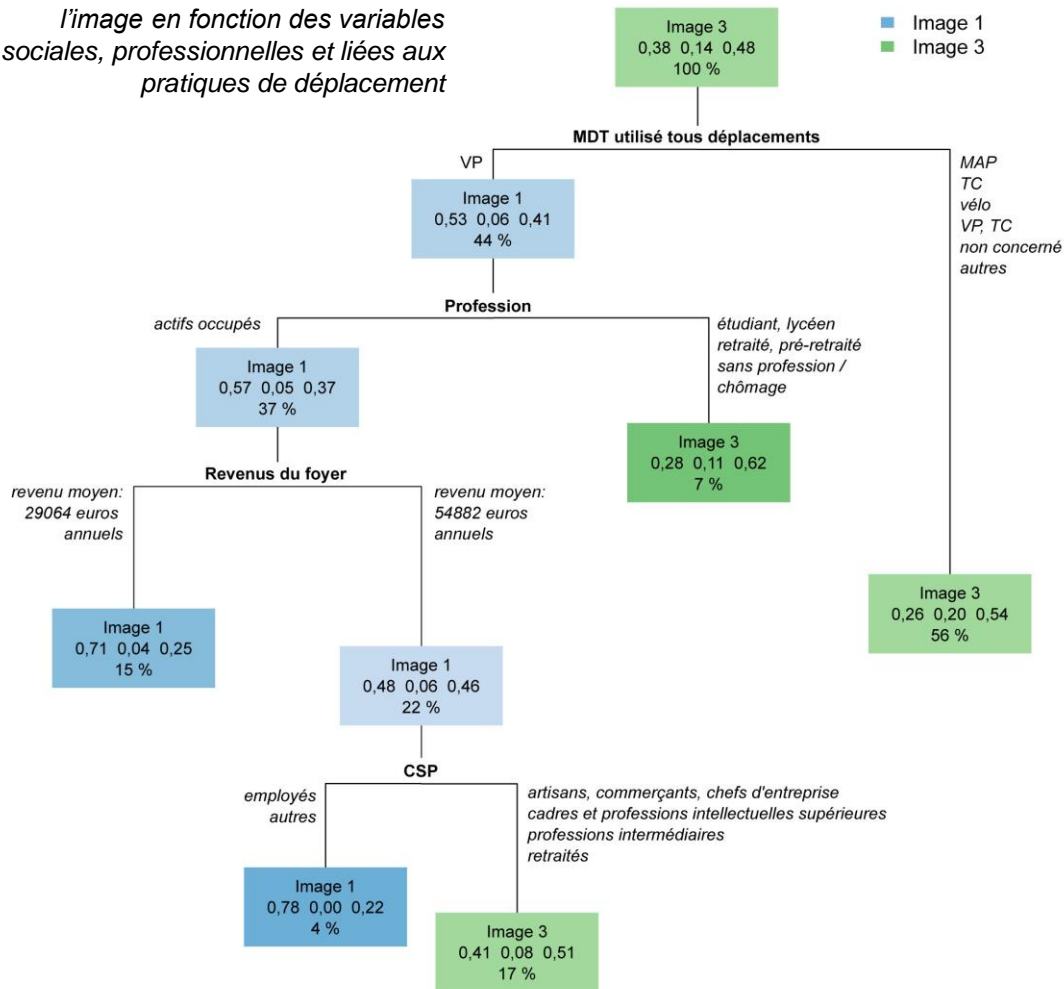 l'image en fonction des variables
sociales, professionnelles et liées aux
pratiques de déplacement
Image 3
0,38 0,14 0,48
100 %
Image 1
Image 3
MDT utilisé tous déplacements
VP
MAP
TC
vélo
VP, TC
non concerné
autres
Image 1
0,53 0,06 0,41
44 %
Profession
actifs occupés
étudiant, lycéen
retraité, pré-retraité
sans profession /
chômage
Image 1
0,57 0,05 0,37
37 %
Image 3
0,28 0,11 0,62
7 %
Revenus du foyer
revenu moyen:
29064 euros
annuels
revenu moyen:
54882 euros
annuels
Image 3
0,26 0,20 0,54
56 %
Image 1
0,71 0,04 0,25
15 %
Image 1
0,48 0,06 0,46
22 %
CSP
employés
autres
artisans, commerçants, chefs d'entreprise
cadres et professions intellectuelles supérieures
professions intermédiaires
retraités
Image 1
0,78 0,00 0,22
4 %
Image 3
0,41 0,08 0,51
17 %